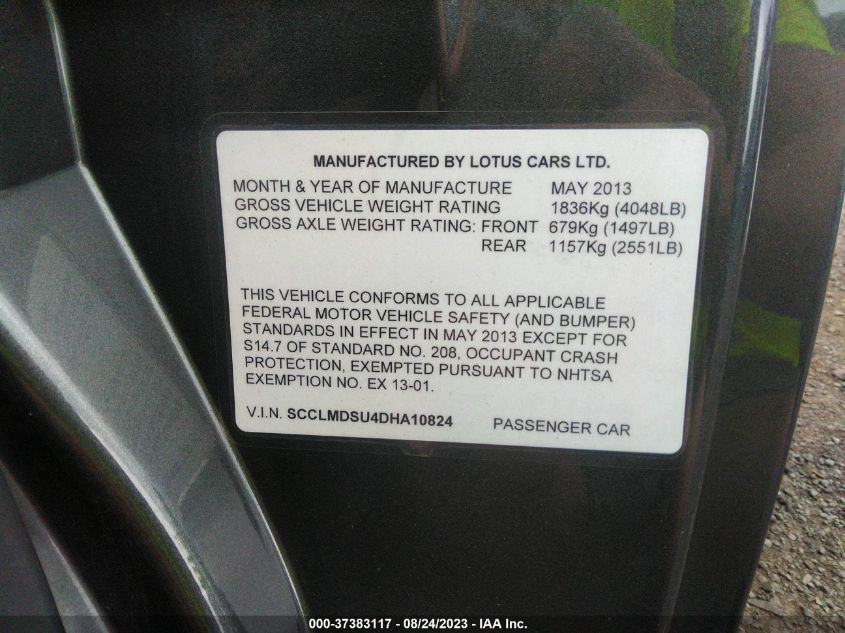 MANUFACTURED BY LOTUS CARS LTD.
MONTH & YEAR OF MANUFACTURE MAY 2013
GROSS VEHICLE WEIGHT RATING 1836Kg (4048LB)
GROSS AXLE WEIGHT RATING: FRONT 679Kg (1497LB)
REAR 1157Kg (2551LB)
THIS VEHICLE CONFORMS TO ALL APPLICABLE
FEDERAL MOTOR VEHICLE SAFETY (AND BUMPER)
STANDARDS IN EFFECT IN MAY 2013 EXCEPT FOR
S14.7 OF STANDARD NO. 208, OCCUPANT CRASH
PROTECTION, EXEMPTED PURSUANT TO NHTSA
EXEMPTION NO. EX 13-01.
V.I.N. SCCLMDSU4DHA10824 PASSENGER CAR
000-37383117 - 08/24/2023 - IAA Inc.